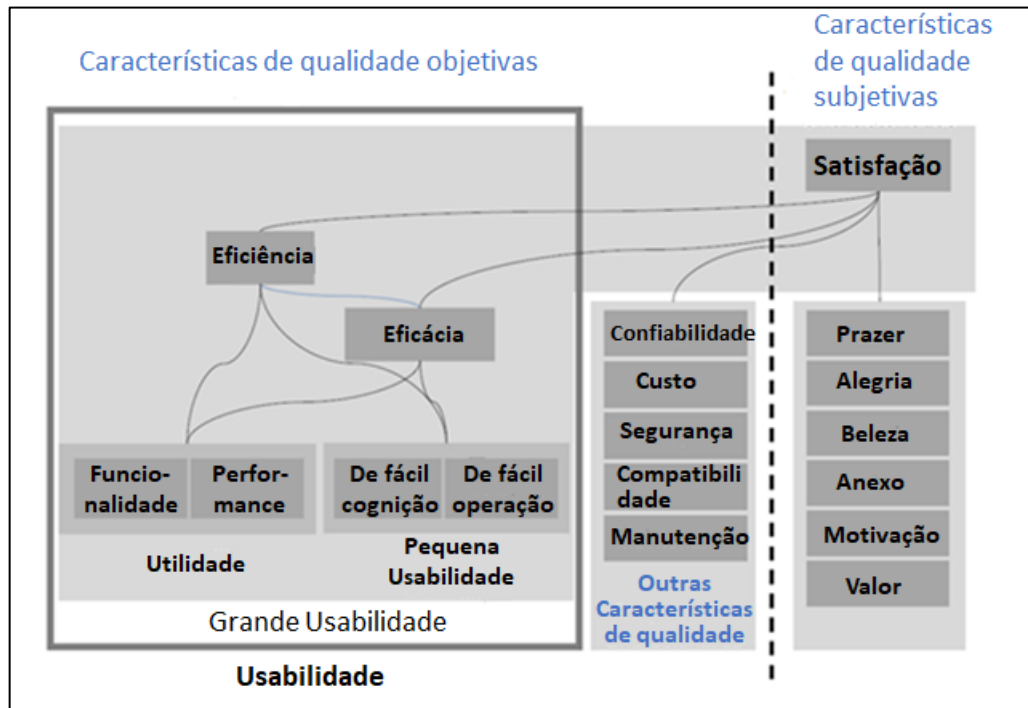 Características de qualidade objetivas
Características
de qualidade
subjetivas
Satisfação
Eficiência
Eficácia
Confiabilidade
Custo
Segurança
Compatibili
dade
Manutenção
Outras
Características
de qualidade
Prazer
Alegria
Beleza
Anexo
Motivação
Valor
Funcio-
nalidade
Perfor-
mance
De fácil
cognição
De fácil
operação
Utilidade
Pequena
Usabilidade
Grande Usabilidade
Usabilidade